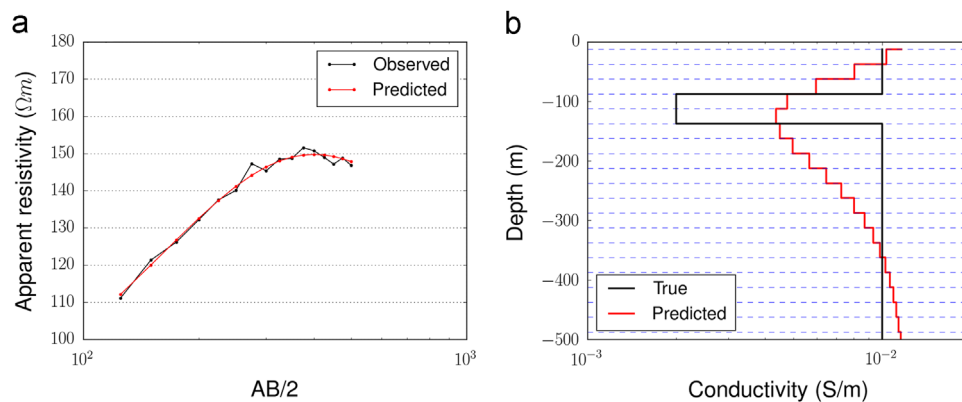 a
180
170
160
150
140
130
120
110
100
Apparent resistivity (Ωm)
Observed
Predicted
10²
10³
AB/2
b
0
−100
−200
−300
−400
−500
Depth (m)
True
Predicted
10⁻³
10⁻²
Conductivity (S/m)